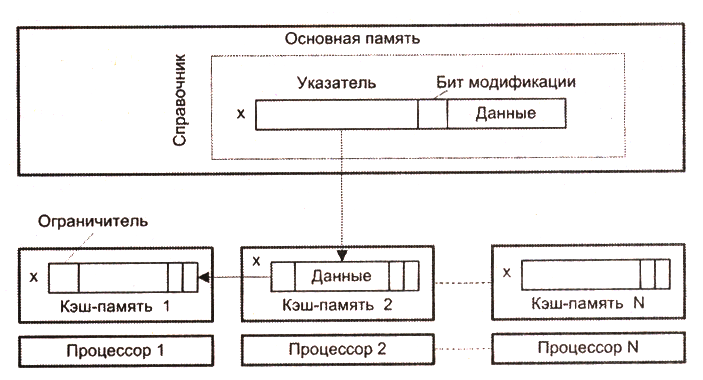 Основная память
Справочник
Указатель
Бит модификации
x
Данные
Ограничитель
x
x
Данные
x
Кэш-память 1
Кэш-память 2
Кэш-память N
Процессор 1
Процессор 2
Процессор N